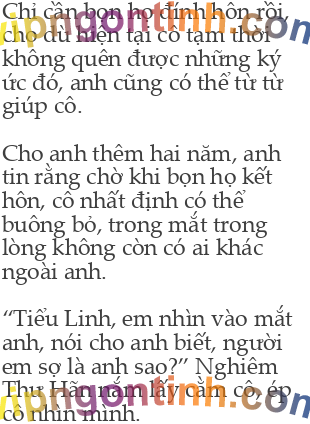 Chỉ cần bọn họ đính hôn rồi,
cho dù hiện tại cô tạm thời
không quên được những ký
ức đó, anh cũng có thể từ từ
giúp cô.
Cho anh thêm hai năm, anh
tin rằng chờ khi bọn họ kết
hôn, cô nhất định có thể
buông bỏ, trong mắt trong
lòng không còn có ai khác
ngoài anh.
“Tiểu Linh, em nhìn vào mắt
anh, nói cho anh biết, người
em sợ là anh sao?” Nghiêm
Thư Hãn nắm lấy cằm cô, ép
cô nhìn mình.
vipngontinh.com
vipngontinh.com